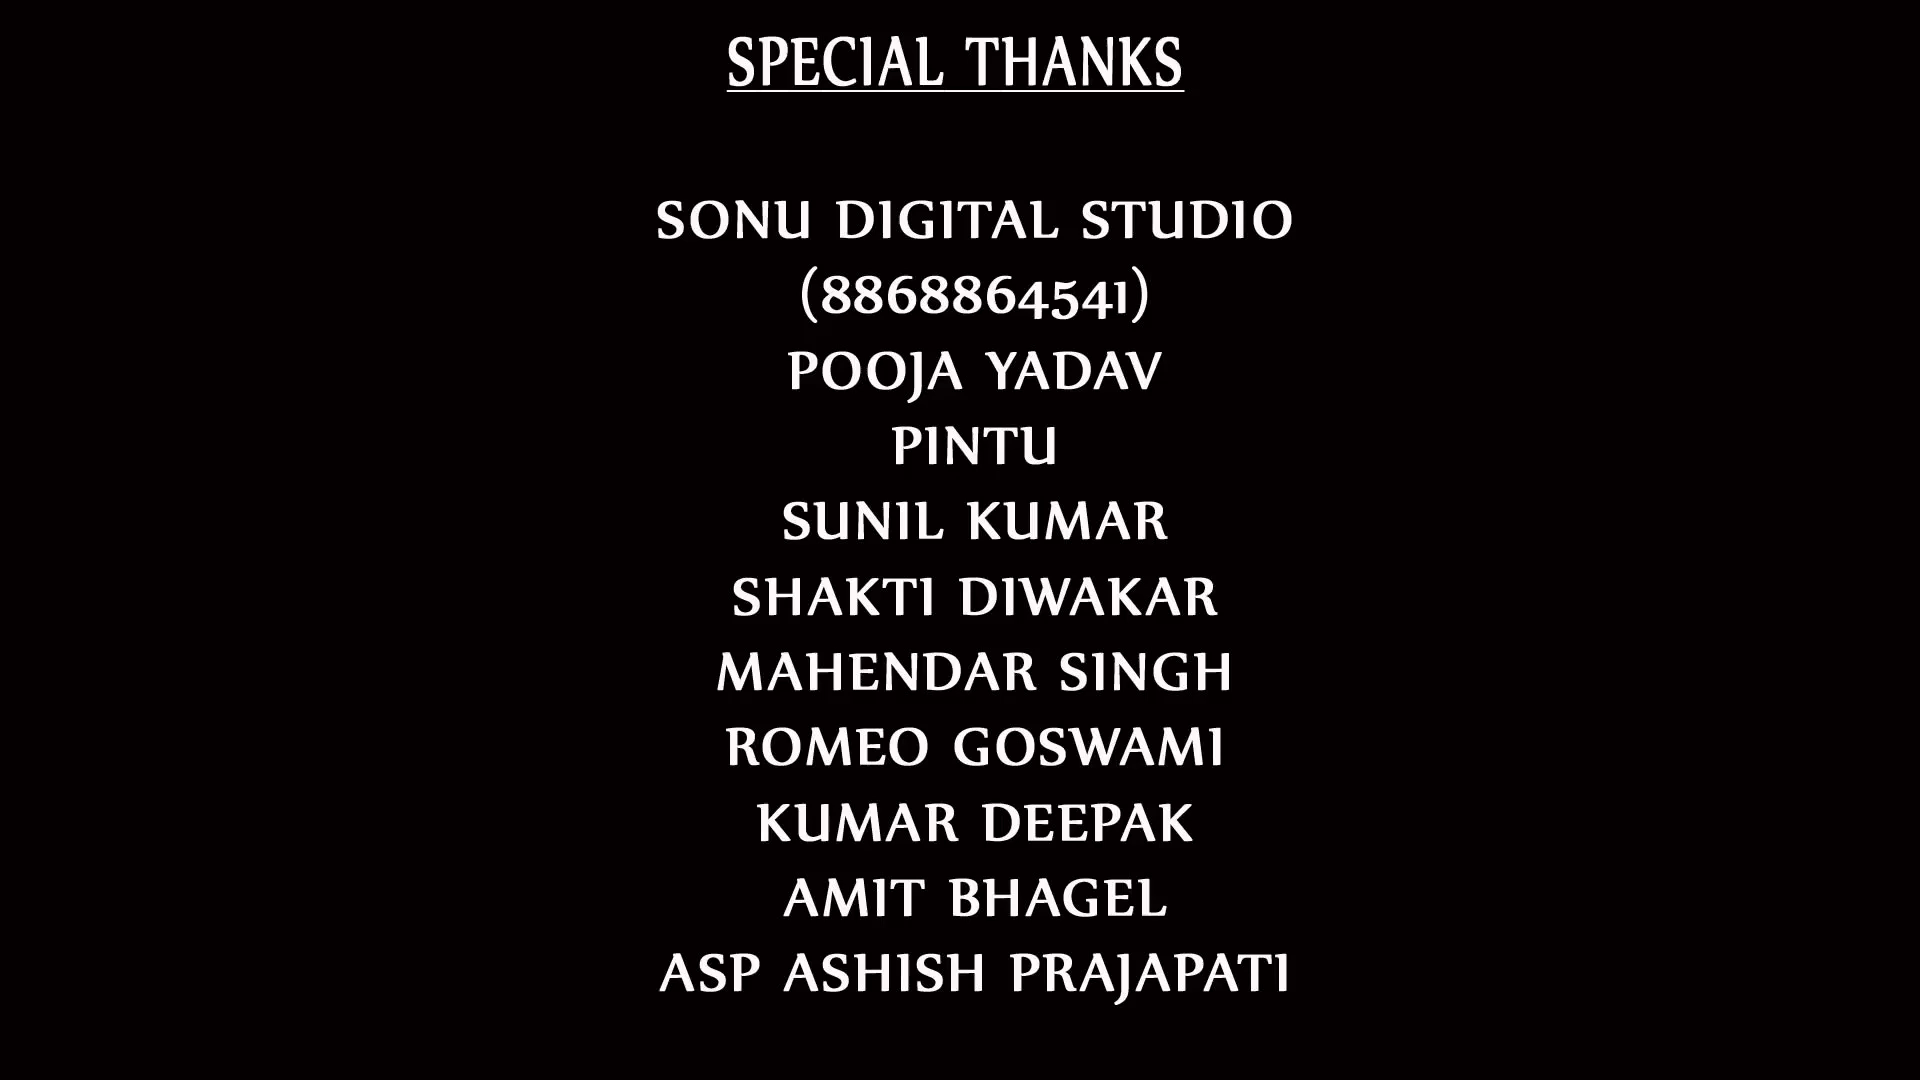 SPECIAL THANKS
SONU DIGITAL STUDIO
(8868864541)
POOJA YADAV
PINTU
SUNIL KUMAR
SHAKTI DIWAKAR
MAHENDAR SINGH
ROMEO GOSWAMI
KUMAR DEEPAK
AMIT BHAGEL
ASP ASHISH PRAJAPATI